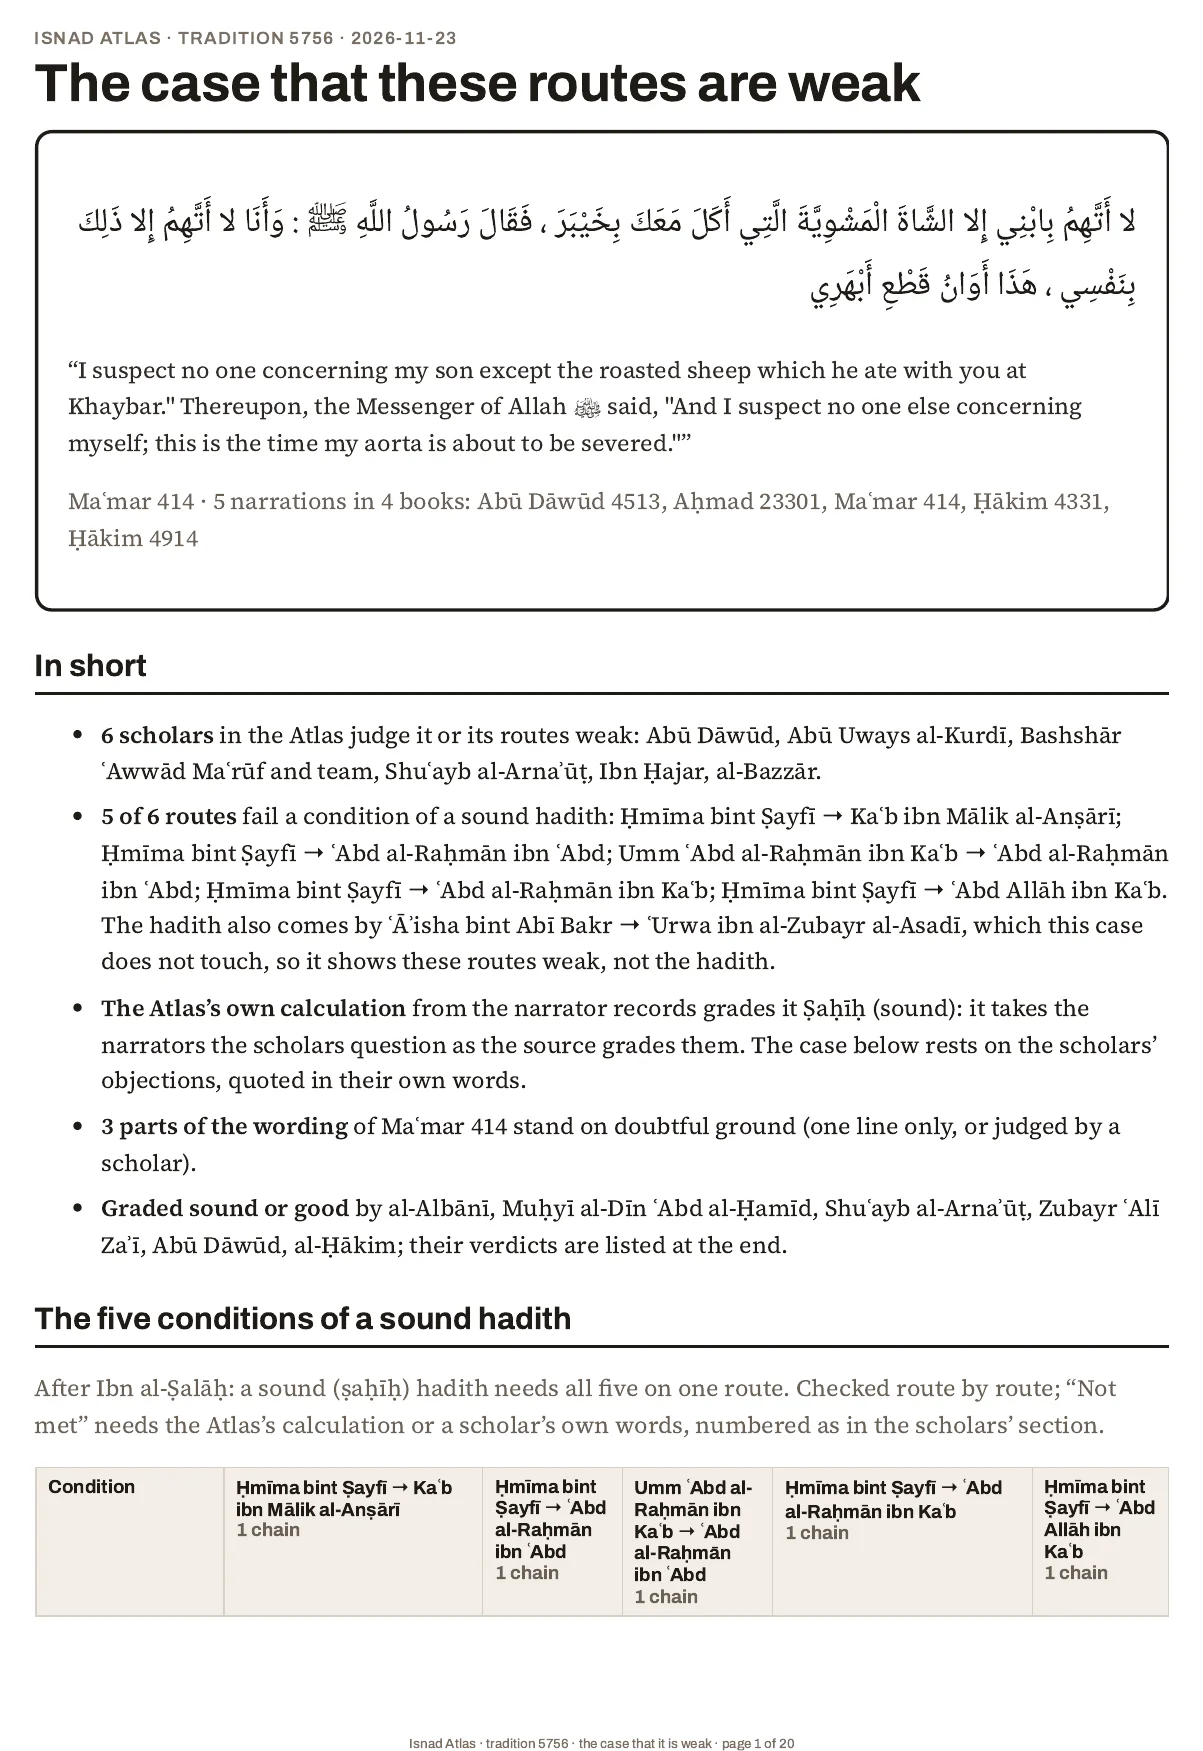 ISNAD ATLAS · TRADITION 5756 · 2026-11-23
The case that these routes are weak
لا أَتَّهِمُ بِابْنِي إِلا الشَّاةَ الْمَشْوِيَّةَ الَّتِي أَكَلَ مَعَكَ بِخَيْبَرَ ، فَقَالَ رَسُولُ اللَّهِ ﷺ : وَأَنَا لا أَتَّهِمُ إِلا ذَلِكَ
بِنَفْسِي ، هَذَا أَوَانُ قَطْعِ أَبْهَرِي
“I suspect no one concerning my son except the roasted sheep which he ate with you at
Khaybar." Thereupon, the Messenger of Allah ﷺ said, "And I suspect no one else concerning
myself; this is the time my aorta is about to be severed."”
Maʿmar 414 · 5 narrations in 4 books: Abū Dāwūd 4513, Aḥmad 23301, Maʿmar 414, Ḥākim 4331,
Ḥākim 4914
In short
• 6 scholars in the Atlas judge it or its routes weak: Abū Dāwūd, Abū Uways al-Kurdī, Bashshār
ʿAwwād Maʿrūf and team, Shuʿayb al-Arnaʾūṭ, Ibn Ḥajar, al-Bazzār.
• 5 of 6 routes fail a condition of a sound hadith: Ḥmīma bint Ṣayfī → Kaʿb ibn Mālik al-Anṣārī;
Ḥmīma bint Ṣayfī → ʿAbd al-Raḥmān ibn ʿAbd; Umm ʿAbd al-Raḥmān ibn Kaʿb → ʿAbd al-Raḥmān
ibn ʿAbd; Ḥmīma bint Ṣayfī → ʿAbd al-Raḥmān ibn Kaʿb; Ḥmīma bint Ṣayfī → ʿAbd Allāh ibn Kaʿb.
The hadith also comes by ʿĀʾisha bint Abī Bakr → ʿUrwa ibn al-Zubayr al-Asadī, which this case
does not touch, so it shows these routes weak, not the hadith.
• The Atlas’s own calculation from the narrator records grades it Ṣaḥīḥ (sound): it takes the
narrators the scholars question as the source grades them. The case below rests on the scholars’
objections, quoted in their own words.
• 3 parts of the wording of Maʿmar 414 stand on doubtful ground (one line only, or judged by a
scholar).
• Graded sound or good by al-Albānī, Muḥyī al-Dīn ʿAbd al-Ḥamīd, Shuʿayb al-Arnaʾūṭ, Zubayr ʿAlī
Zaʾī, Abū Dāwūd, al-Ḥākim; their verdicts are listed at the end.
The five conditions of a sound hadith
After Ibn al-Ṣalāḥ: a sound (ṣaḥīḥ) hadith needs all five on one route. Checked route by route; “Not
met” needs the Atlas’s calculation or a scholar’s own words, numbered as in the scholars’ section.
Condition
Ḥmīma bint Ṣayfī → Kaʿb
ibn Mālik al-Anṣārī
1 chain
Ḥmīma bint
Ṣayfī → ʿAbd
al-Raḥmān
ibn ʿAbd
1 chain
Umm ʿAbd al-
Raḥmān ibn
Kaʿb → ʿAbd
al-Raḥmān
ibn ʿAbd
1 chain
Ḥmīma bint Ṣayfī → ʿAbd
al-Raḥmān ibn Kaʿb
1 chain
Ḥmīma bint
Ṣayfī → ʿAbd
Allāh ibn
Kaʿb
1 chain
Isnad Atlas · tradition 5756 · the case that it is weak · page 1 of 20